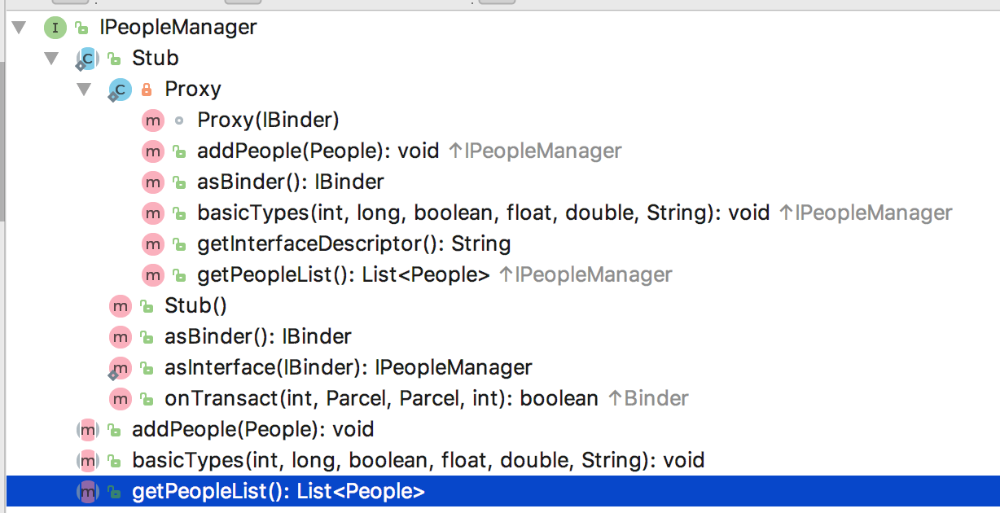 I IPeopleManager
C Stub
C Proxy
m Proxy(IBinder)
m addPeople(People): void ↑IPeopleManager
m asBinder(): IBinder
m basicTypes(int, long, boolean, float, double, String): void ↑IPeopleManager
m getInterfaceDescriptor(): String
m getPeopleList(): List<People> ↑IPeopleManager
m Stub()
m asBinder(): IBinder
m asInterface(IBinder): IPeopleManager
m onTransact(int, Parcel, Parcel, int): boolean ↑Binder
m addPeople(People): void
m basicTypes(int, long, boolean, float, double, String): void
m getPeopleList(): List<People>